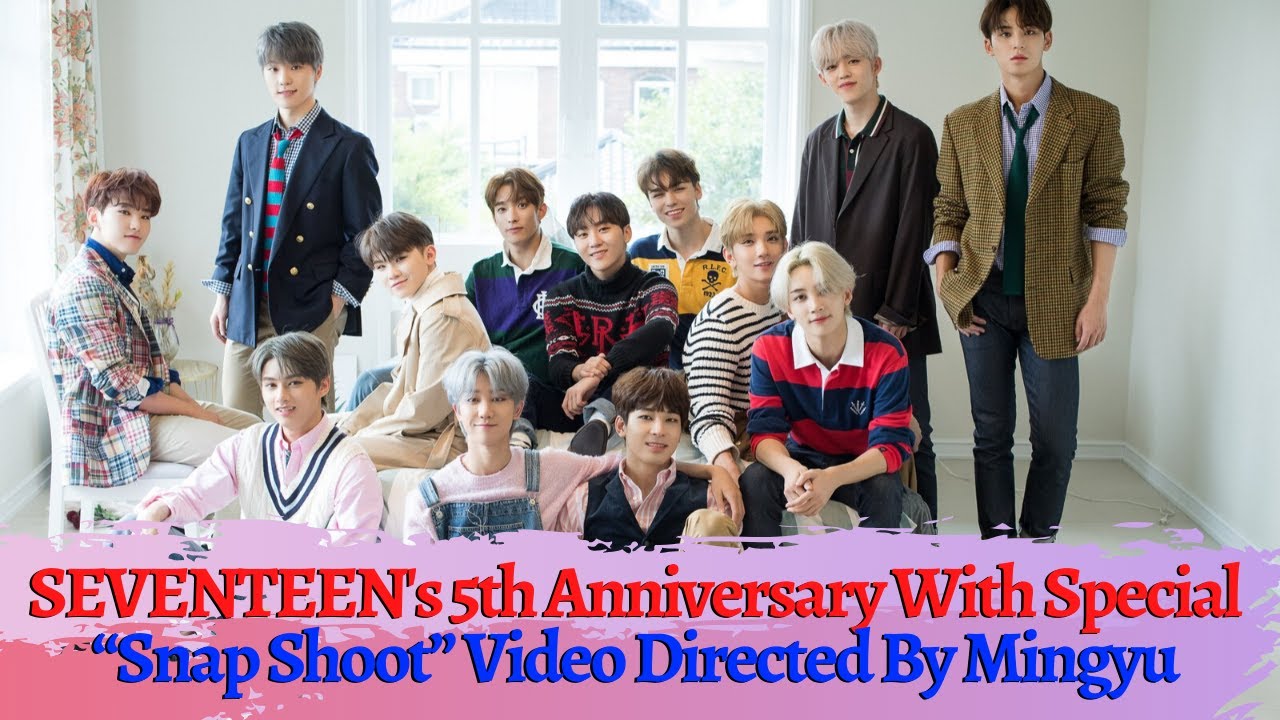 R.L.F.C.
SEVENTEEN's 5th Anniversary With Special
“Snap Shoot” Video Directed By Mingyu